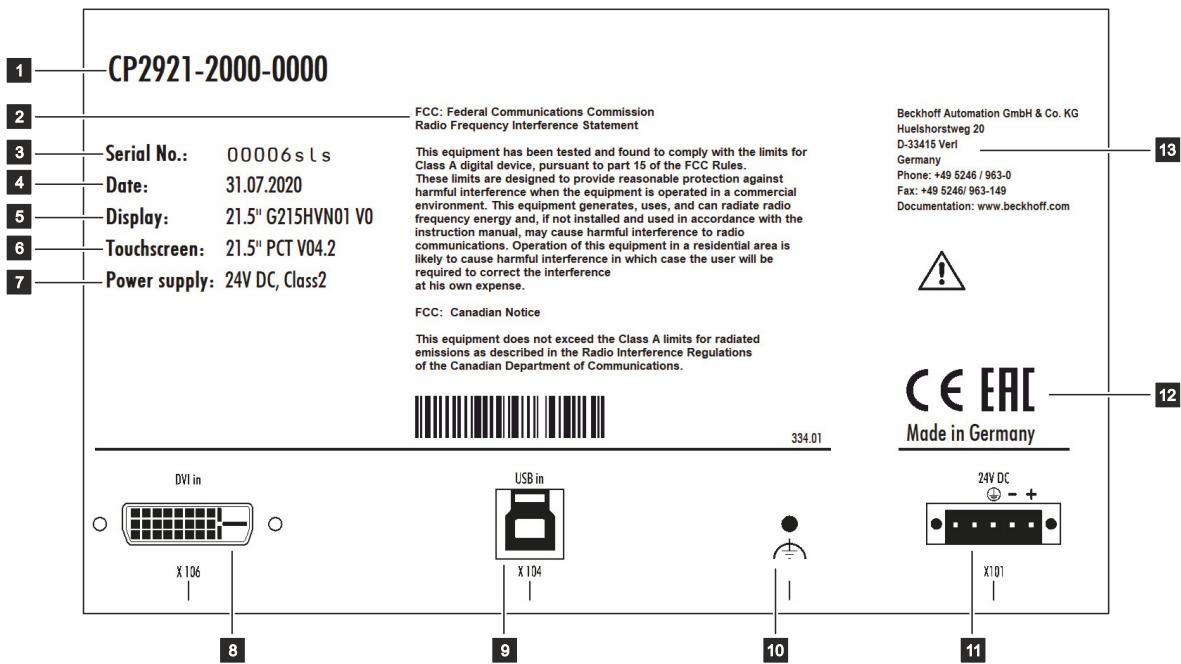 1
CP2921-2000-0000
2
FCC: Federal Communications Commission
Radio Frequency Interference Statement
Beckhoff Automation GmbH & Co. KG
Huelshorstweg 20
D-33415 Verl
Germany
Phone: +49 5246 / 963-0
Fax: +49 5246/ 963-149
Documentation: www.beckhoff.com
13
3
Serial No.: 00006sls
4
Date: 31.07.2020
5
Display: 21.5" G215HVN01 V0
6
Touchscreen: 21.5" PCT V04.2
7
Power supply: 24V DC, Class2
This equipment has been tested and found to comply with the limits for
Class A digital device, pursuant to part 15 of the FCC Rules.
These limits are designed to provide reasonable protection against
harmful interference when the equipment is operated in a commercial
environment. This equipment generates, uses, and can radiate radio
frequency energy and, if not installed and used in accordance with the
instruction manual, may cause harmful interference to radio
communications. Operation of this equipment in a residential area is
likely to cause harmful interference in which case the user will be
required to correct the interference
at his own expense.
FCC: Canadian Notice
This equipment does not exceed the Class A limits for radiated
emissions as described in the Radio Interference Regulations
of the Canadian Department of Communications.
CE EAC
12
Made in Germany
334.01
DVI in
USB in
24V DC
- +
X 106
X 104
X101
8
9
10
11